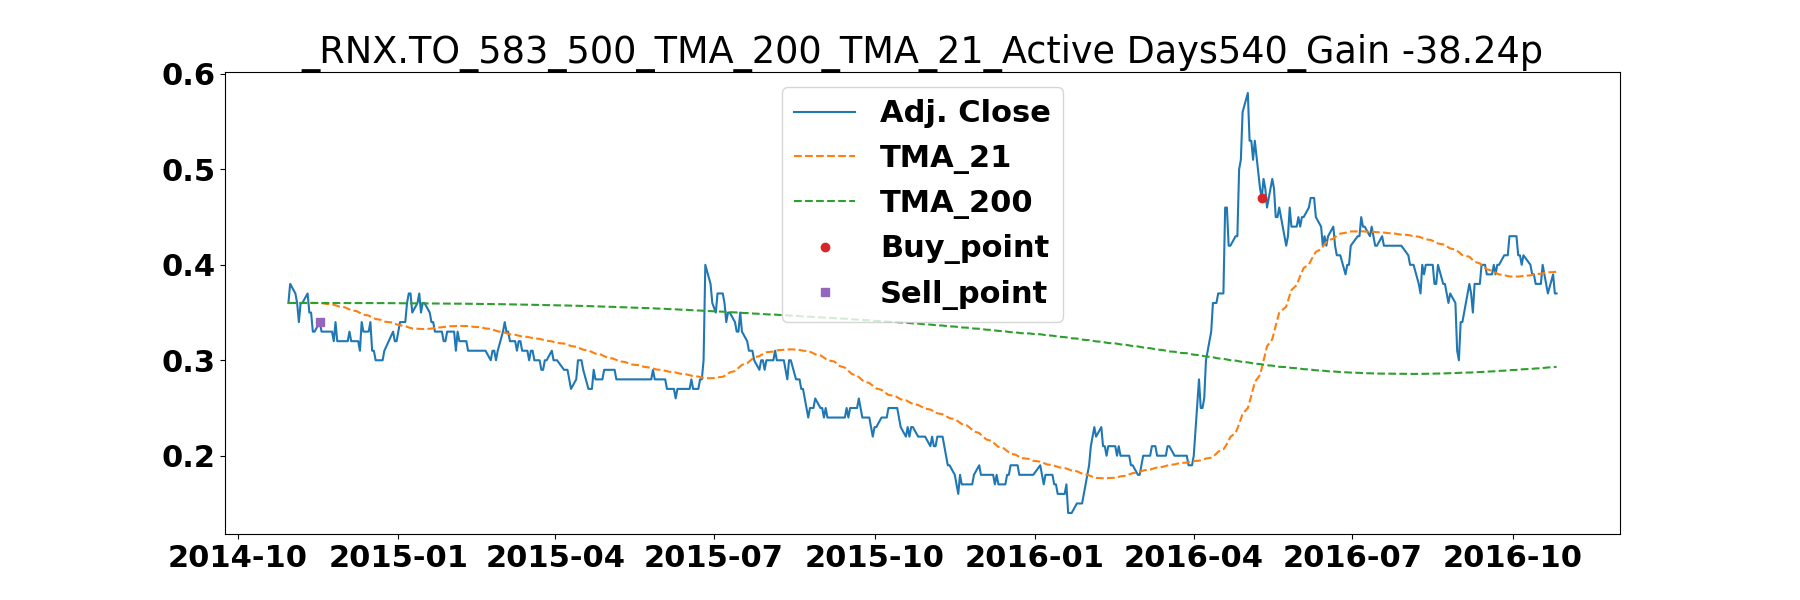 _RNX.TO_583_500_TMA_200_TMA_21_Active Days540_Gain -38.24p
0.6
0.5
0.4
0.3
0.2
Adj. Close
TMA_21
TMA_200
Buy_point
Sell_point
2014-10 2015-01 2015-04 2015-07 2015-10 2016-01 2016-04 2016-07 2016-10